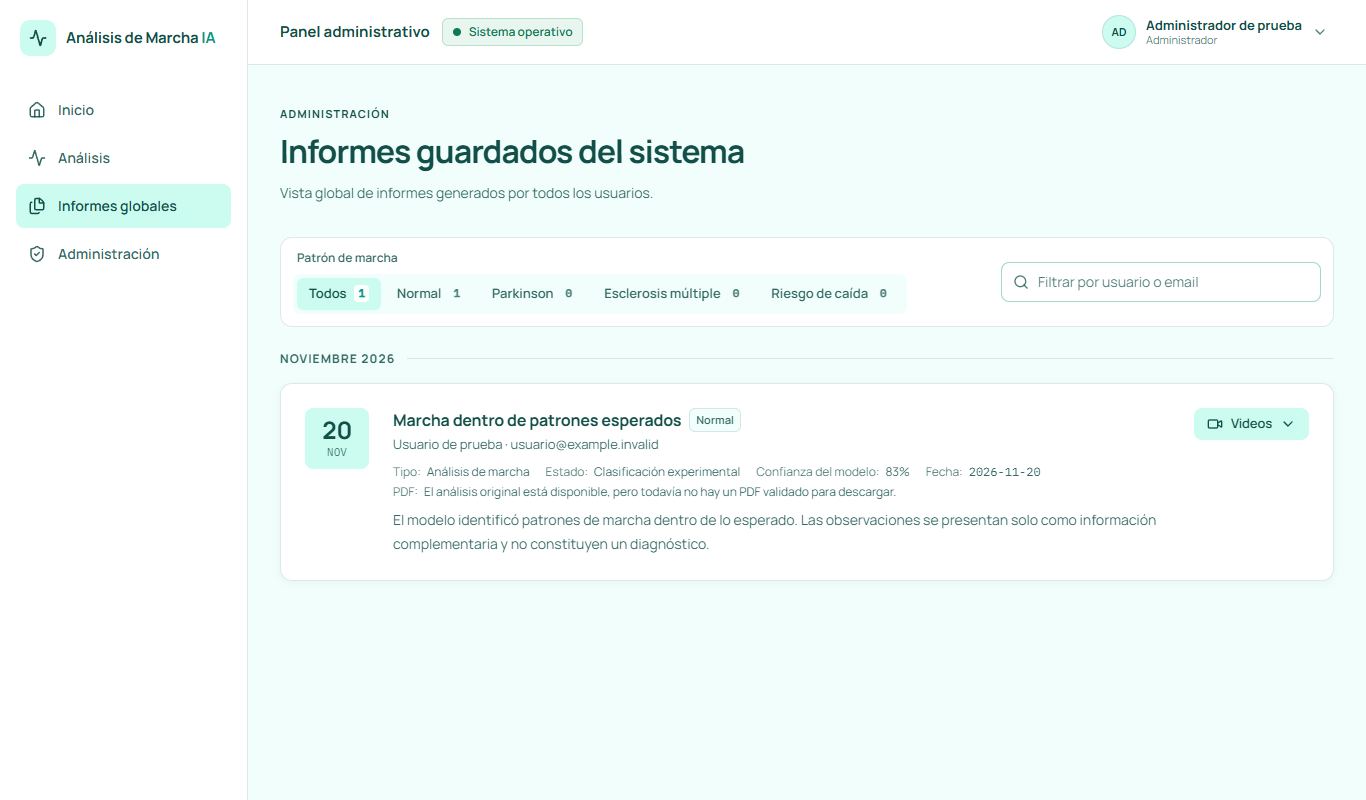 Análisis de Marcha IA
Inicio
Análisis
Informes globales
Administración
Panel administrativo
Sistema operativo
AD
Administrador de prueba
Administrador
ADMINISTRACIÓN
Informes guardados del sistema
Vista global de informes generados por todos los usuarios.
Patrón de marcha
Todos 1 Normal 1 Parkinson 0 Esclerosis múltiple 0 Riesgo de caída 0
Filtrar por usuario o email
NOVIEMBRE 2026
20
NOV
Marcha dentro de patrones esperados Normal
Usuario de prueba · usuario@example.invalid
Tipo: Análisis de marcha Estado: Clasificación experimental Confianza del modelo: 83% Fecha: 2026-11-20
PDF: El análisis original está disponible, pero todavía no hay un PDF validado para descargar.
El modelo identificó patrones de marcha dentro de lo esperado. Las observaciones se presentan solo como información
complementaria y no constituyen un diagnóstico.
Videos